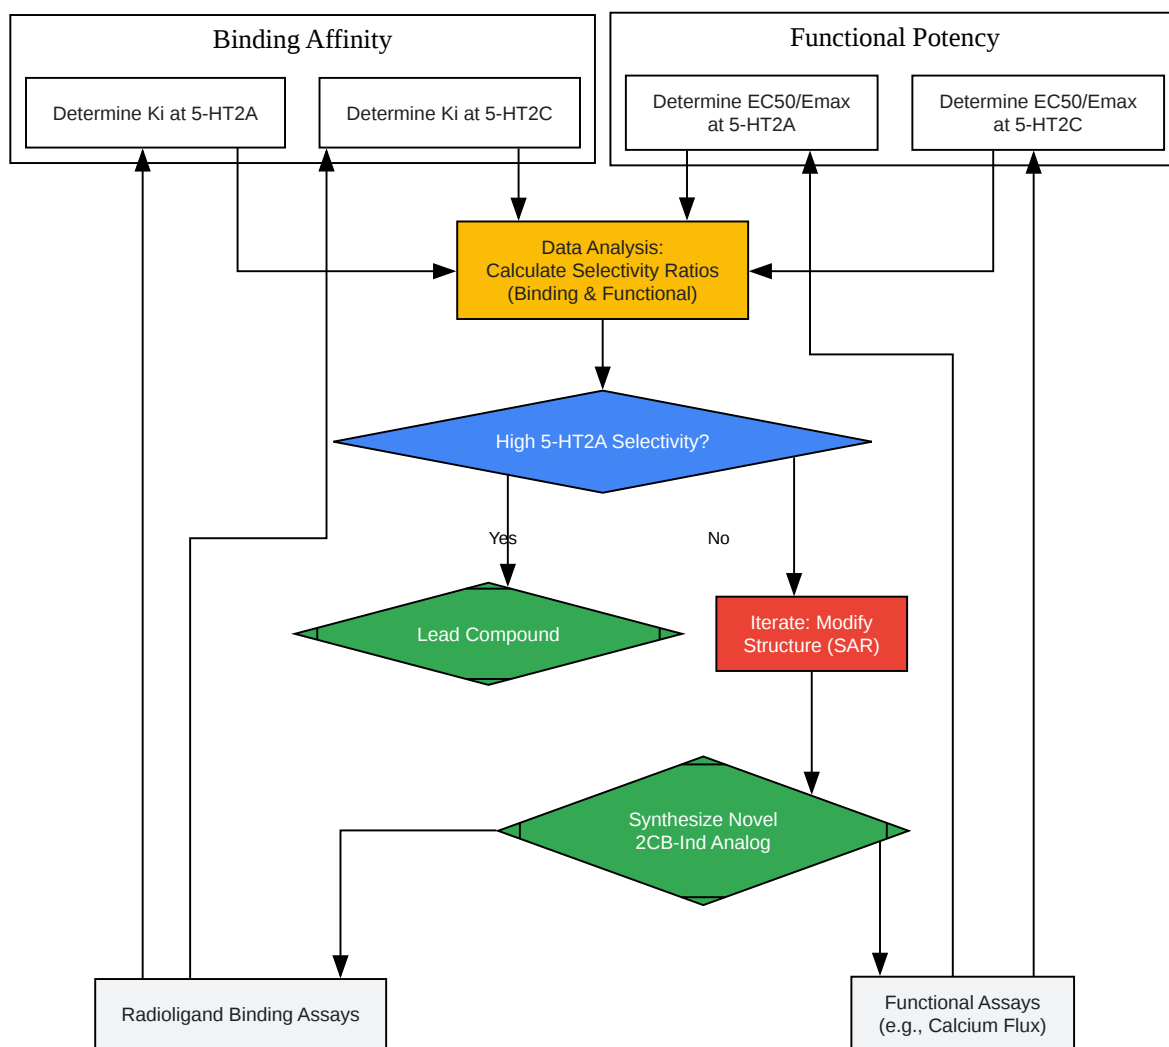 Binding Affinity
Functional Potency
Determine Ki at 5-HT2A
Determine Ki at 5-HT2C
Determine EC50/Emax
at 5-HT2A
Determine EC50/Emax
at 5-HT2C
Data Analysis:
Calculate Selectivity Ratios
(Binding & Functional)
High 5-HT2A Selectivity?
Yes
No
Lead Compound
Iterate: Modify
Structure (SAR)
Synthesize Novel
2CB-Ind Analog
Radioligand Binding Assays
Functional Assays
(e.g., Calcium Flux)